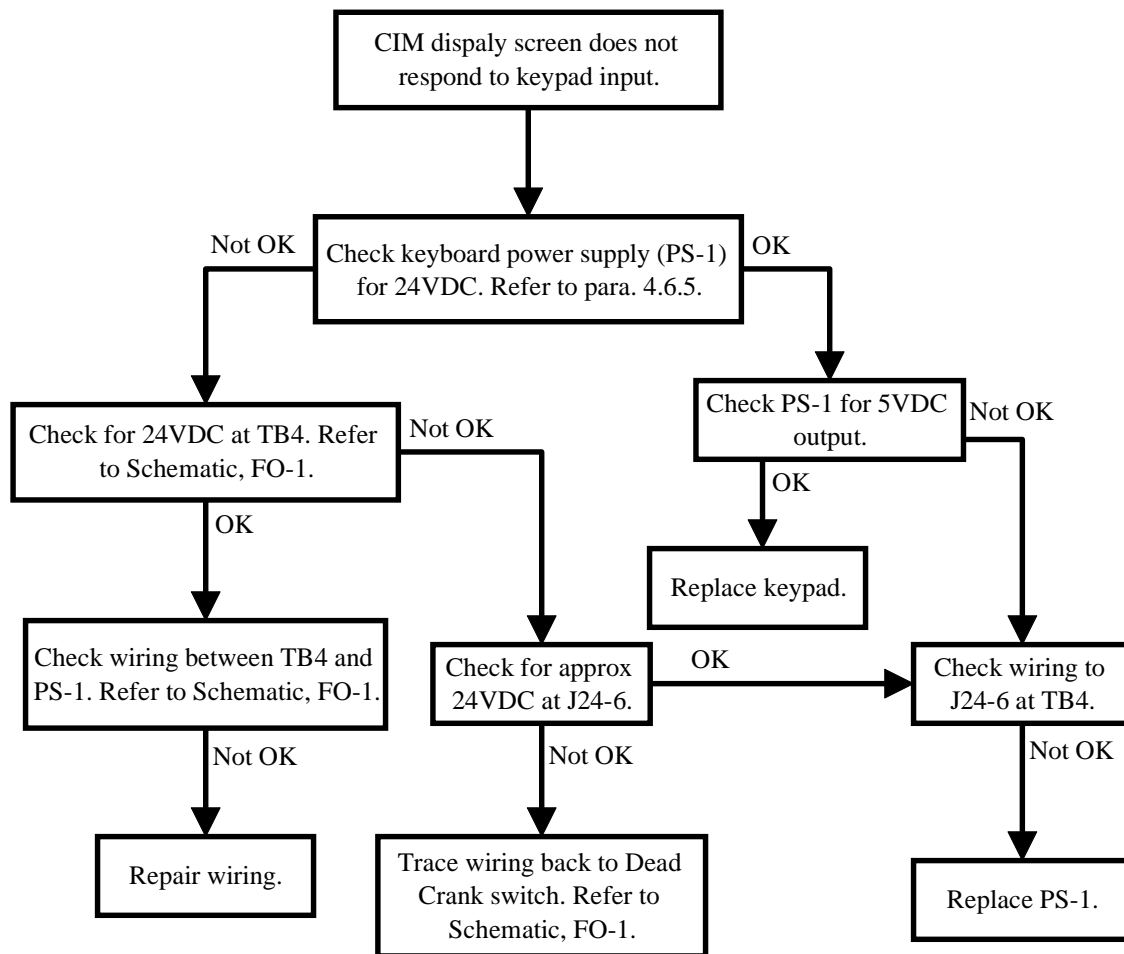 CIM dispaly screen does not
respond to keypad input.
Not OK
Check keyboard power supply (PS-1)
for 24VDC. Refer to para. 4.6.5.
OK
Check for 24VDC at TB4. Refer
to Schematic, FO-1.
Not OK
Check PS-1 for 5VDC
output.
Not OK
OK
OK
Replace keypad.
Check wiring between TB4 and
PS-1. Refer to Schematic, FO-1.
Check for approx
24VDC at J24-6.
OK
Check wiring to
J24-6 at TB4.
Not OK
Not OK
Not OK
Repair wiring.
Trace wiring back to Dead
Crank switch. Refer to
Schematic, FO-1.
Replace PS-1.